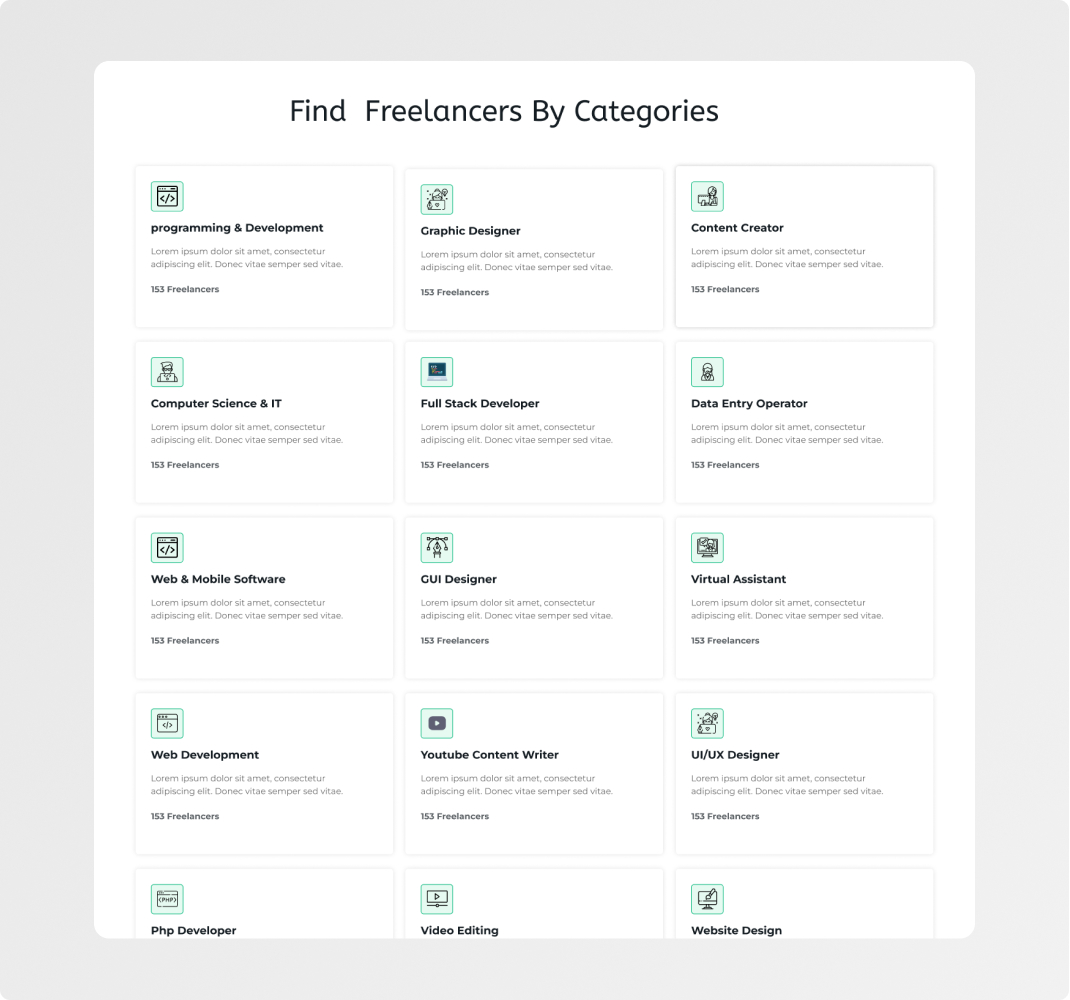 Find  Freelancers By Categories
programming & Development
Lorem ipsum dolor sit amet, consectetur
adipiscing elit. Donec vitae semper sed vitae.
153 Freelancers
Graphic Designer
Lorem ipsum dolor sit amet, consectetur
adipiscing elit. Donec vitae semper sed vitae.
153 Freelancers
Content Creator
Lorem ipsum dolor sit amet, consectetur
adipiscing elit. Donec vitae semper sed vitae.
153 Freelancers
Computer Science & IT
Lorem ipsum dolor sit amet, consectetur
adipiscing elit. Donec vitae semper sed vitae.
153 Freelancers
Full Stack Developer
Lorem ipsum dolor sit amet, consectetur
adipiscing elit. Donec vitae semper sed vitae.
153 Freelancers
Data Entry Operator
Lorem ipsum dolor sit amet, consectetur
adipiscing elit. Donec vitae semper sed vitae.
153 Freelancers
Web & Mobile Software
Lorem ipsum dolor sit amet, consectetur
adipiscing elit. Donec vitae semper sed vitae.
153 Freelancers
GUI Designer
Lorem ipsum dolor sit amet, consectetur
adipiscing elit. Donec vitae semper sed vitae.
153 Freelancers
Virtual Assistant
Lorem ipsum dolor sit amet, consectetur
adipiscing elit. Donec vitae semper sed vitae.
153 Freelancers
Web Development
Lorem ipsum dolor sit amet, consectetur
adipiscing elit. Donec vitae semper sed vitae.
153 Freelancers
Youtube Content Writer
Lorem ipsum dolor sit amet, consectetur
adipiscing elit. Donec vitae semper sed vitae.
153 Freelancers
UI/UX Designer
Lorem ipsum dolor sit amet, consectetur
adipiscing elit. Donec vitae semper sed vitae.
153 Freelancers
<PHP>
Php Developer
Video Editing
Website Design